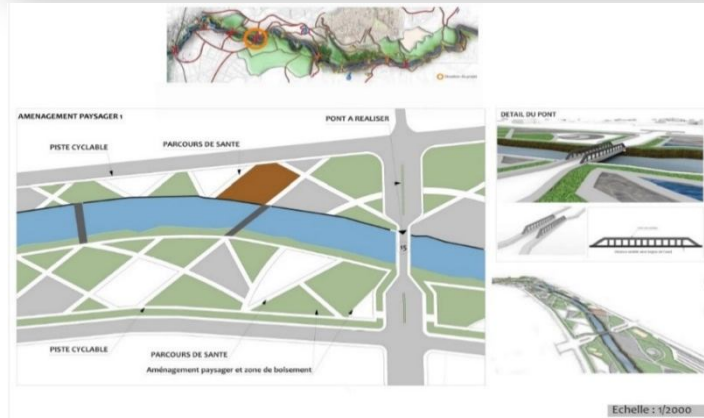 AMENAGEMENT PAYSAGER 1
PONT A REALISER
DETAIL DU PONT
PISTE CYCLABLE
PARCOURS DE SANTE
15
PISTE CYCLABLE
PARCOURS DE SANTE
Aménagement paysager et zone de boisement
Echelle : 1/2000